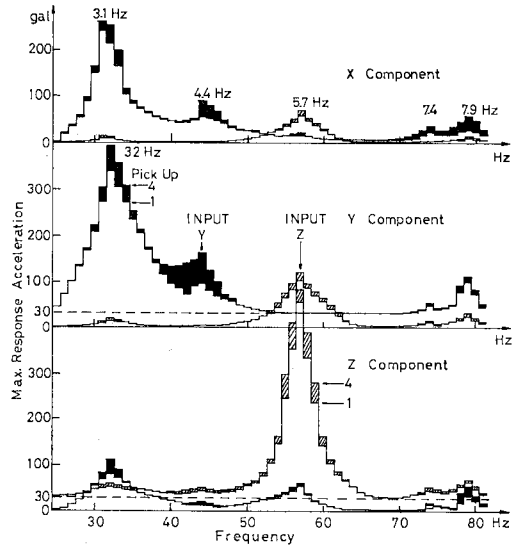 gal
3.1 Hz
200
4.4 Hz
5.7 Hz
X Component
7.4
7.9 Hz
100
0
Hz
32 Hz
Pick Up
4
1
300
INPUT
Y
INPUT
Z
Y Component
200
100
30
0
Hz
Z Component
300
4
1
200
100
30
0
30
40
50
60
70
80 Hz
Frequency
Max. Response Acceleration